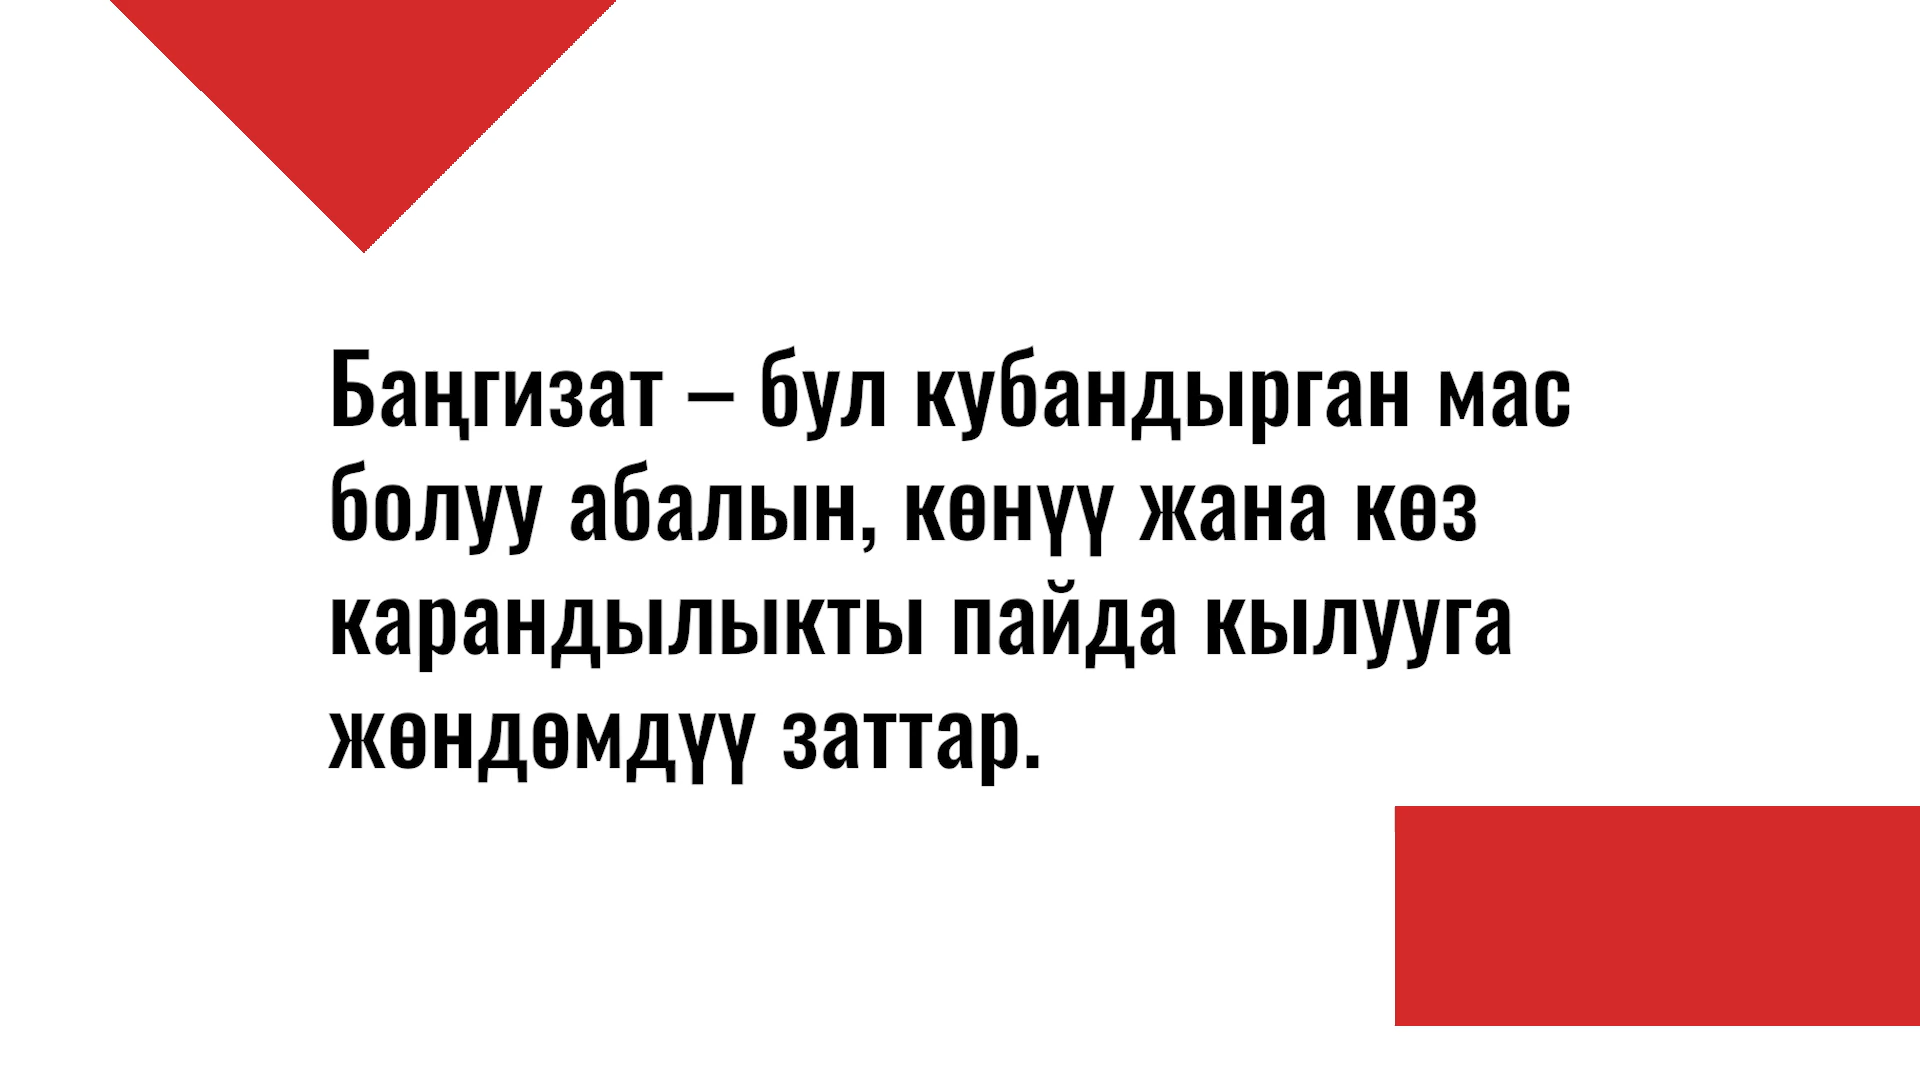 Баңгизат – бул кубандырган мас
болуу абалын, көнүү жана көз
карандылыкты пайда кылууга
жөндөмдүү заттар.